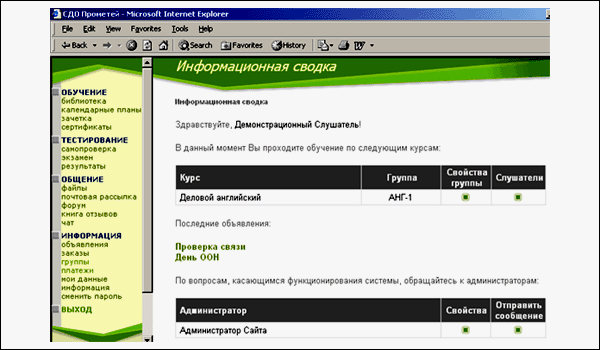 СДО Прометей - Microsoft Internet Explorer
File Edit View Favorites Tools Help
Back Search Favorites History
Информационная сводка
ОБУЧЕНИЕ
библиотека
календарные планы
зачетка
сертификаты
ТЕСТИРОВАНИЕ
самопроверка
экзамен
результаты
ОБЩЕНИЕ
файлы
почтовая рассылка
форум
книга отзывов
чат
ИНФОРМАЦИЯ
объявления
заказы
группы
платежи
мои данные
информация
сменить пароль
ВЫХОД
Информационная сводка
Здравствуйте, Демонстрационный Слушатель!
В данный момент Вы проходите обучение по следующим курсам:
Курс Группа Свойства группы Слушатели
Деловой английский АНГ-1
Последние объявления:
Проверка связи
День ООН
По вопросам, касающимся функционирования системы, обращайтесь к администраторам:
Администратор Свойства Отправить сообщение
Администратор Сайта